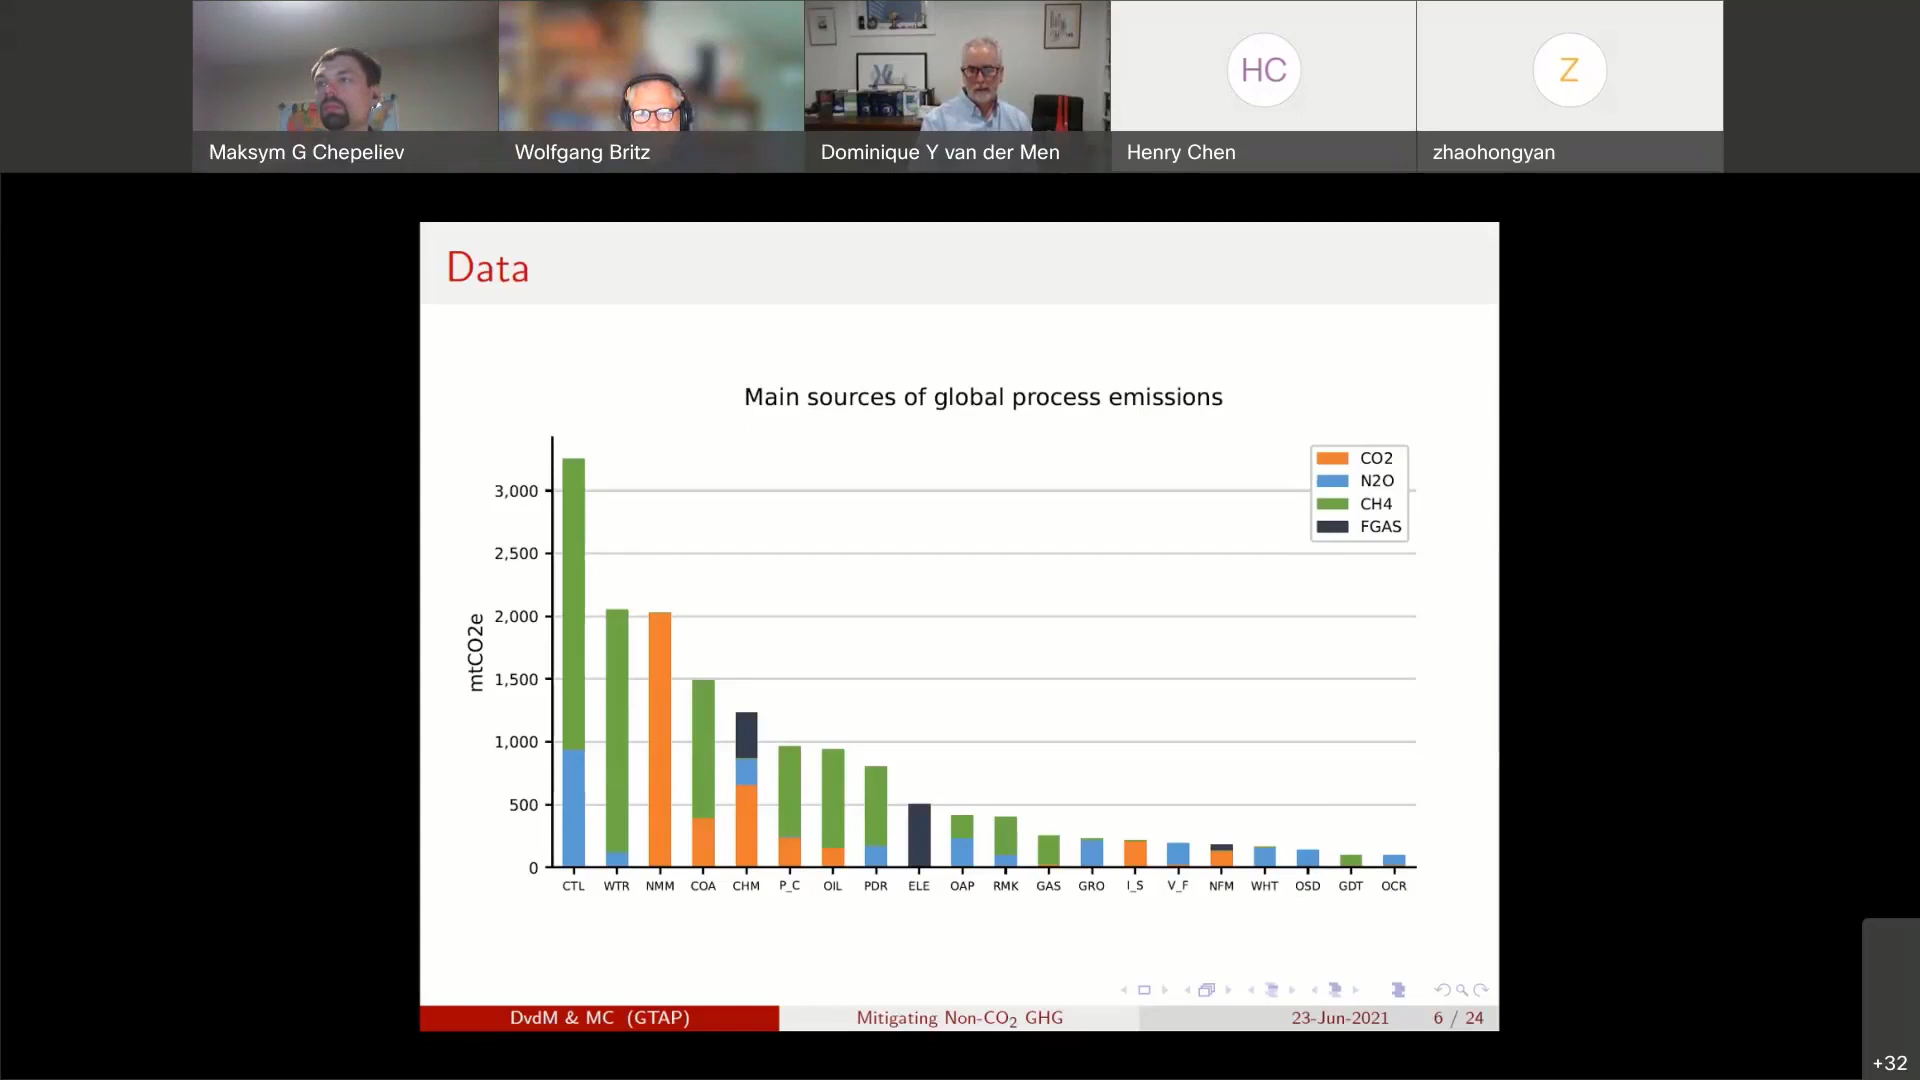 HC
Z
Maksym G Chepeliev
Wolfgang Britz
Dominique Y van der Men
Henry Chen
zhaohongyan
Data
Main sources of global process emissions
CO2
N2O
CH4
FGAS
mtCO2e
3,000
2,500
2,000
1,500
1,000
500
0
CTL WTR NMM COA CHM P_C OIL PDR ELE OAP RMK GAS GRO I_S V_F NFM WHT OSD GDT OCR
DvdM & MC (GTAP) Mitigating Non-CO₂ GHG 23-Jun-2021 6 / 24
+32